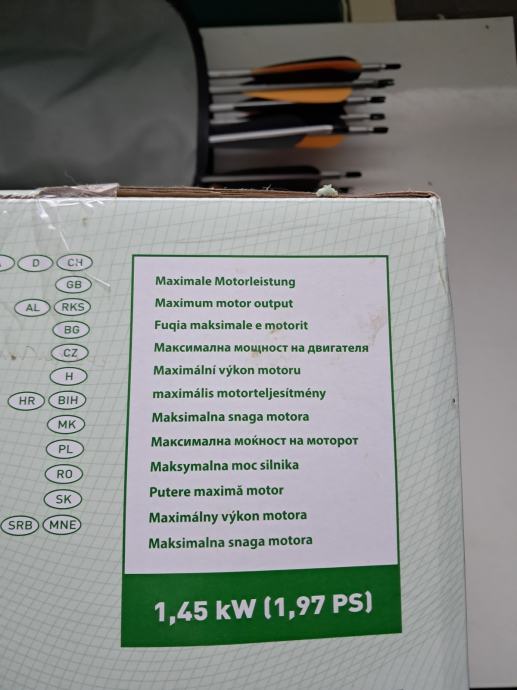 D CH Maximale Motorleistung
GB Maximum motor output
AL RKS Fuqia maksimale e motorit
BG Максимална мощност на двигателя
CZ Maximální výkon motoru
H maximális motorteljesítmény
HR BIH Maksimalna snaga motora
MK Максимална моќност на моторот
PL Maksymalna moc silnika
RO Putere maximă motor
SK Maximálny výkon motora
SRB MNE Maksimalna snaga motora
1,45 kW (1,97 PS)